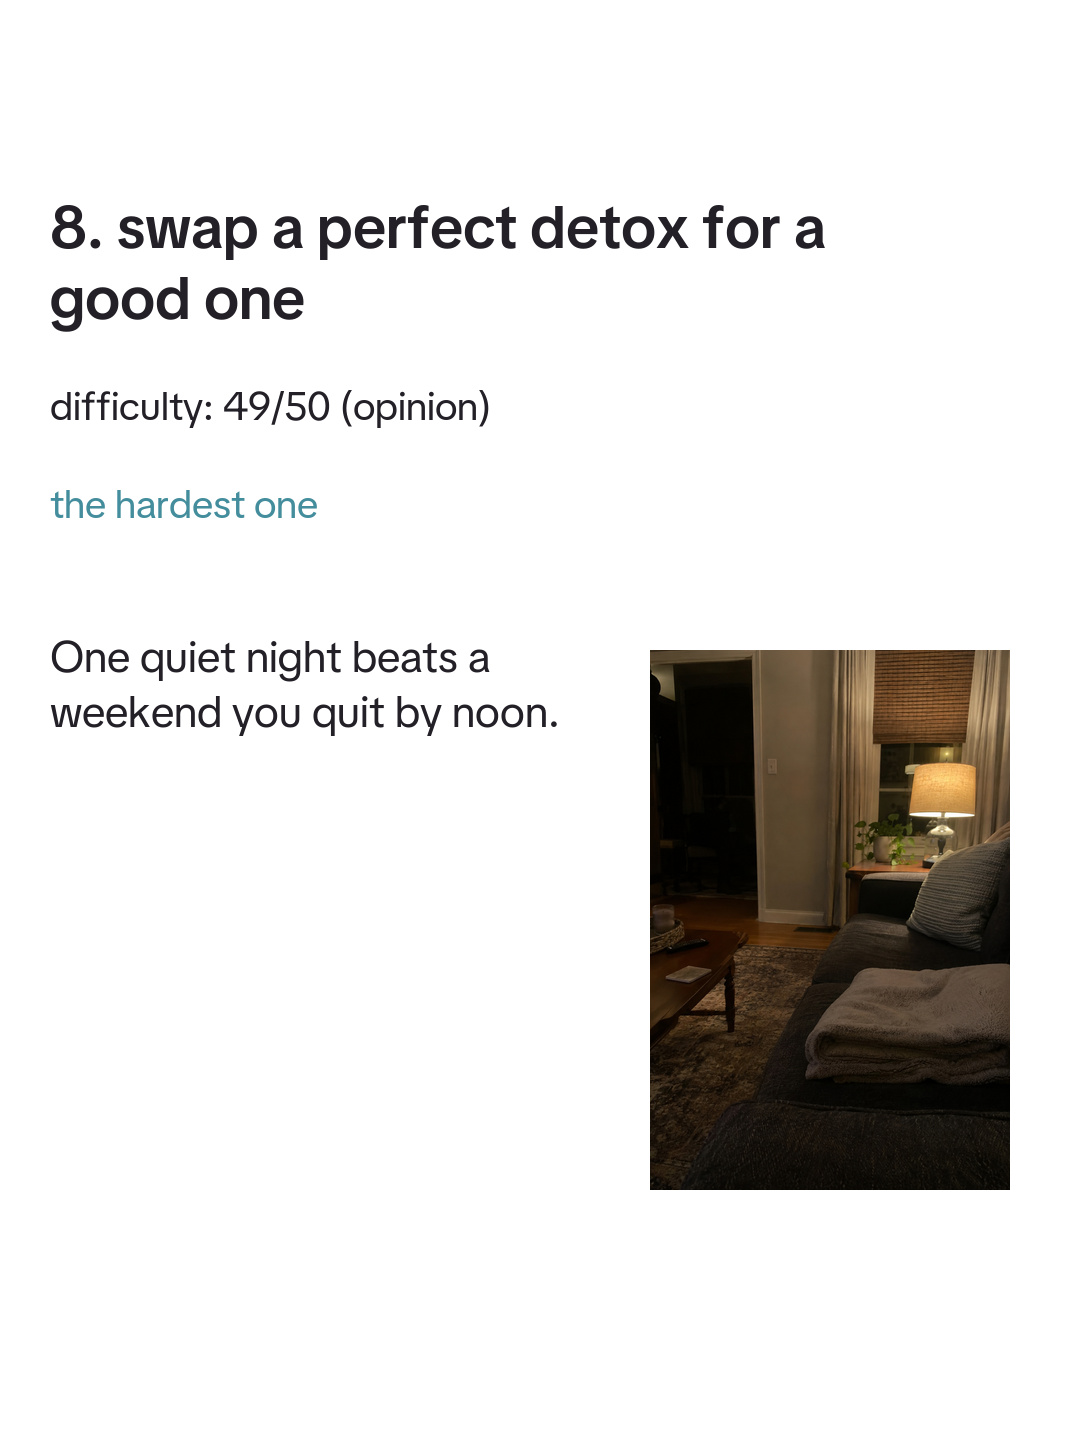 8. swap a perfect detox for a
good one
difficulty: 49/50 (opinion)
the hardest one
One quiet night beats a
weekend you quit by noon.